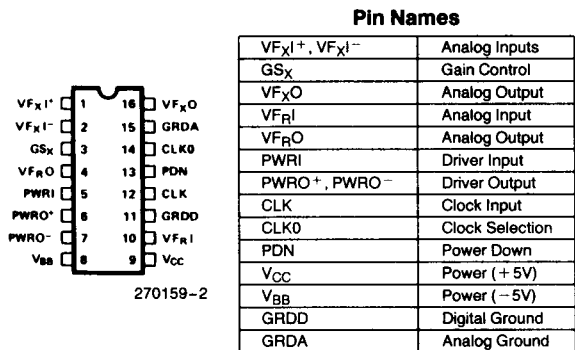 Pin Names
VFXI+, VFXI− Analog Inputs
GSX Gain Control
VFXO Analog Output
VFRI Analog Input
VFRO Analog Output
PWRI Driver Input
PWRO+, PWRO− Driver Output
CLK Clock Input
CLK0 Clock Selection
PDN Power Down
VCC Power (+5V)
VBB Power (−5V)
GRDD Digital Ground
GRDA Analog Ground
VFXI+ 1 16 VFXO
VFXI− 2 15 GRDA
GSX 3 14 CLK0
VFRO 4 13 PDN
PWRI 5 12 CLK
PWRO+ 6 11 GRDD
PWRO− 7 10 VFRI
VBB 8 9 VCC
270159–2